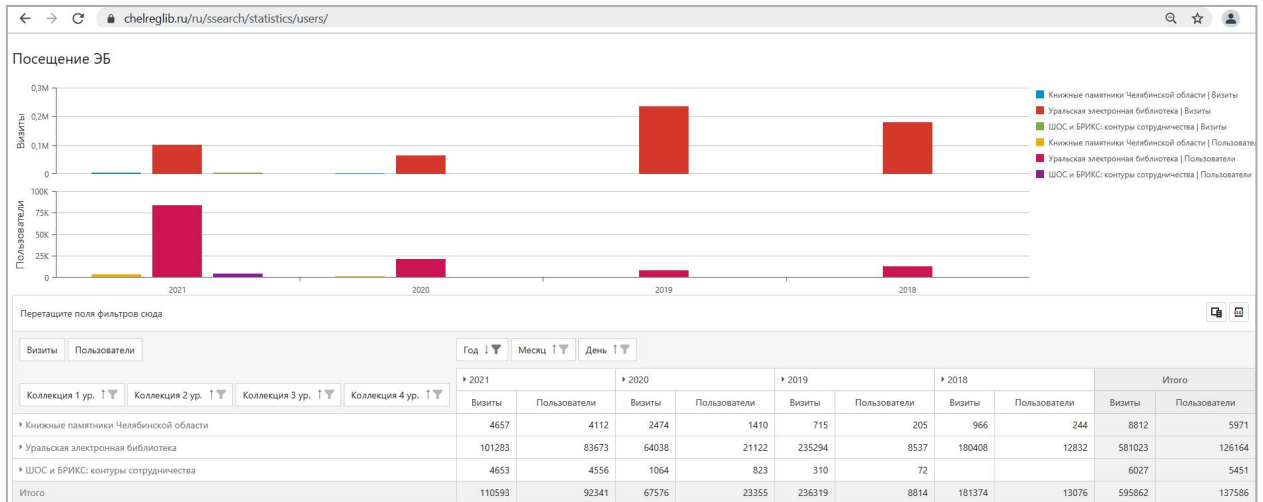 chelreglib.ru/ru/ssearch/statistics/users/
Посещение ЭБ
0,3M
0,2M
0,1M
0
Визиты
100K
75K
50K
25K
0
Пользователи
2021 2020 2019 2018
Книжные памятники Челябинской области | Визиты
Уральская электронная библиотека | Визиты
ШОС и БРИКС: контуры сотрудничества | Визиты
Книжные памятники Челябинской области | Пользовате
Уральская электронная библиотека | Пользователи
ШОС и БРИКС: контуры сотрудничества | Пользователи
Перетащите поля фильтров сюда
Визиты Пользователи Год Месяц День
Коллекция 1 ур. Коллекция 2 ур. Коллекция 3 ур. Коллекция 4 ур.
2021 2020 2019 2018 Итого
Визиты Пользователи Визиты Пользователи Визиты Пользователи Визиты Пользователи Визиты Пользователи
Книжные памятники Челябинской области 4657 4112 2474 1410 715 205 966 244 8812 5971
Уральская электронная библиотека 101283 83673 64038 21122 235294 8537 180408 12832 581023 126164
ШОС и БРИКС: контуры сотрудничества 4653 4556 1064 823 310 72 6027 5451
Итого 110593 92341 67576 23355 236319 8814 181374 13076 595862 137586